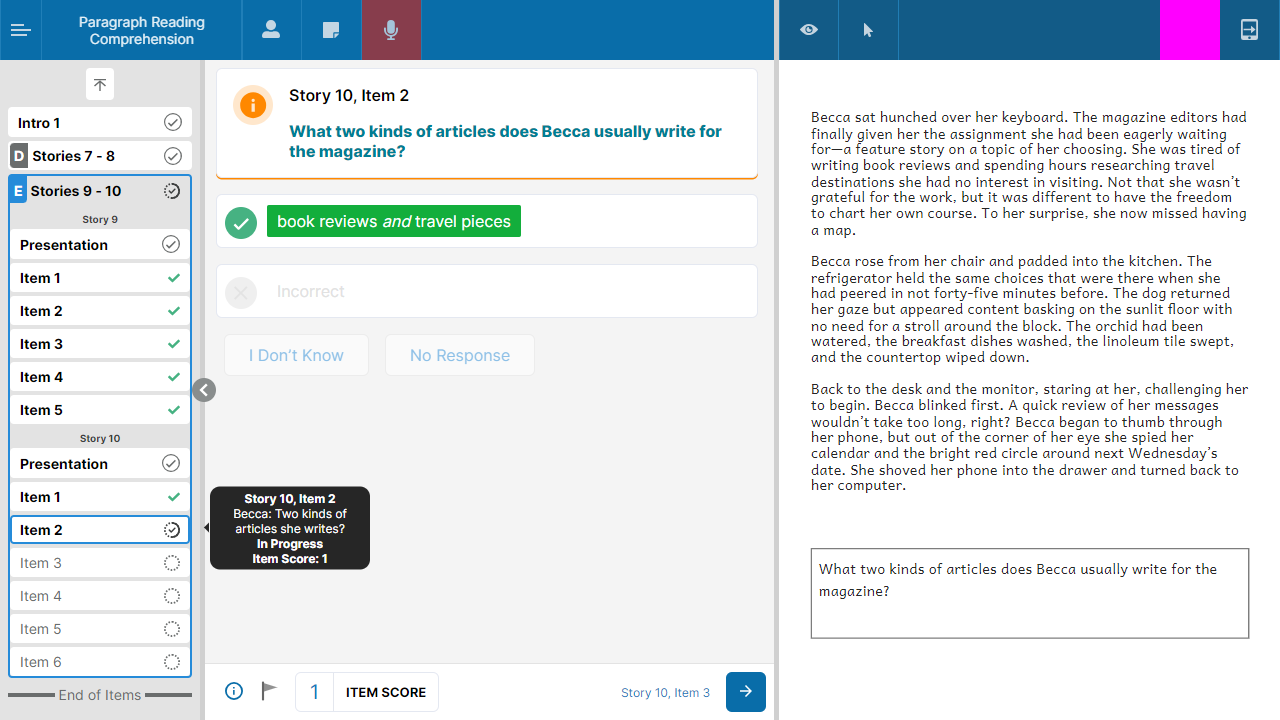 Paragraph Reading
Comprehension
Intro 1
D Stories 7 - 8
E Stories 9 - 10
Story 9
Presentation
Item 1
Item 2
Item 3
Item 4
Item 5
Story 10
Presentation
Item 1
Item 2
Item 3
Item 4
Item 5
Item 6
End of Items
Story 10, Item 2
What two kinds of articles does Becca usually write for
the magazine?
book reviews and travel pieces
Incorrect
I Don't Know
No Response
Story 10, Item 2
Becca: Two kinds of
articles she writes?
In Progress
Item Score: 1
1 ITEM SCORE
Story 10, Item 3
Becca sat hunched over her keyboard. The magazine editors had
finally given her the assignment she had been eagerly waiting
for—a feature story on a topic of her choosing. She was tired of
writing book reviews and spending hours researching travel
destinations she had no interest in visiting. Not that she wasn't
grateful for the work, but it was different to have the freedom
to chart her own course. To her surprise, she now missed having
a map.
Becca rose from her chair and padded into the kitchen. The
refrigerator held the same choices that were there when she
had peered in not forty-five minutes before. The dog returned
her gaze but appeared content basking on the sunlit floor with
no need for a stroll around the block. The orchid had been
watered, the breakfast dishes washed, the linoleum tile swept,
and the countertop wiped down.
Back to the desk and the monitor, staring at her, challenging her
to begin. Becca blinked first. A quick review of her messages
wouldn't take too long, right? Becca began to thumb through
her phone, but out of the corner of her eye she spied her
calendar and the bright red circle around next Wednesday's
date. She shoved her phone into the drawer and turned back to
her computer.
What two kinds of articles does Becca usually write for the
magazine?